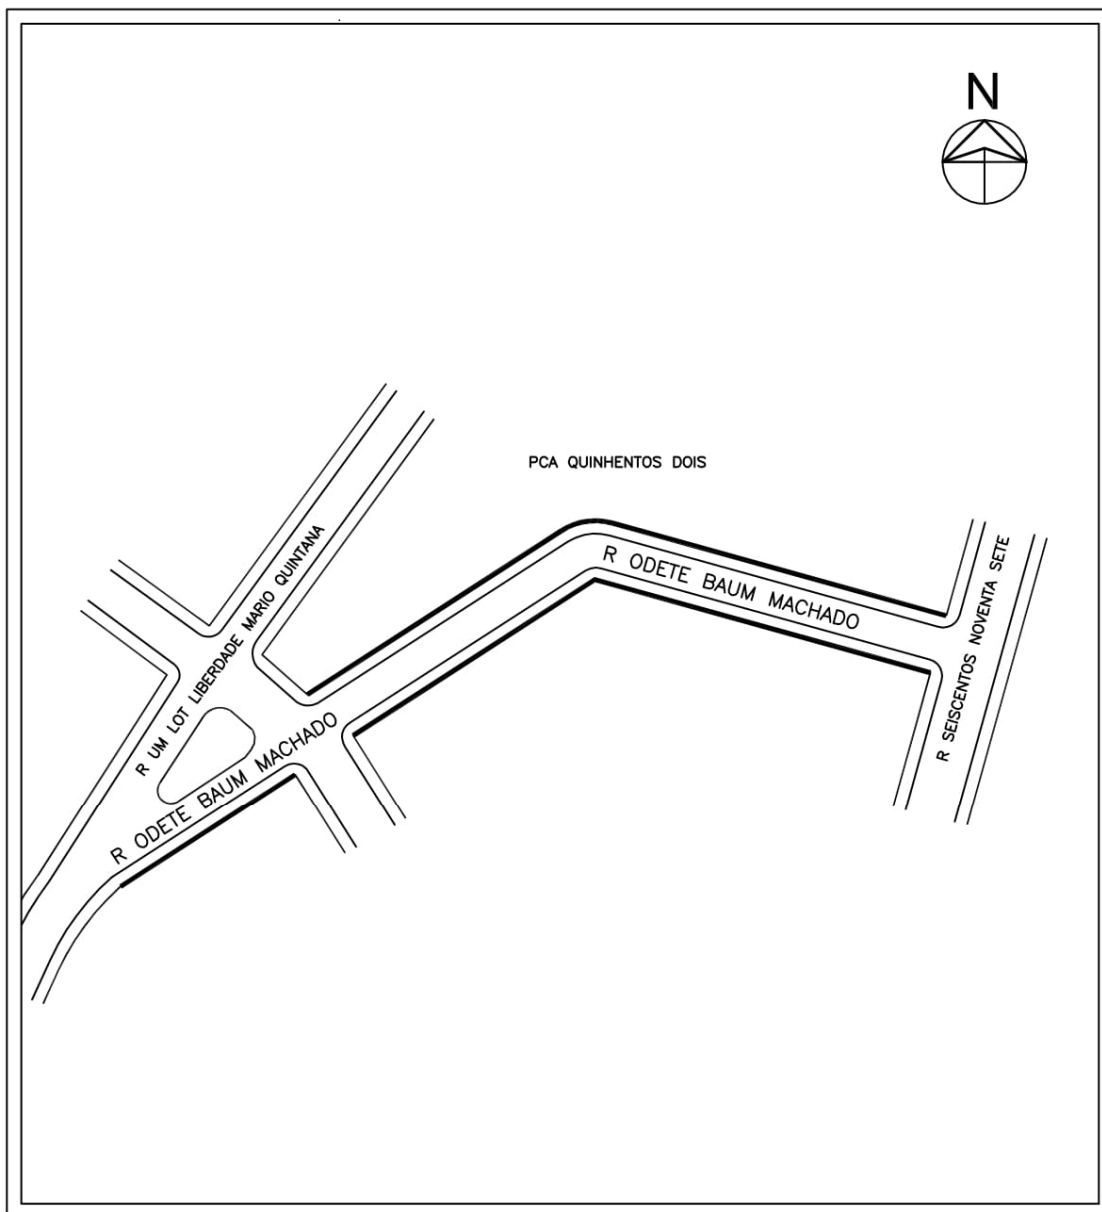 N
PCA QUINHENTOS DOIS
R ODETE BAUM MACHADO
R UM LOT LIBERDADE MARIO QUINTANA
R SEISCENTOS NOVENTA SETE
R ODETE BAUM MACHADO